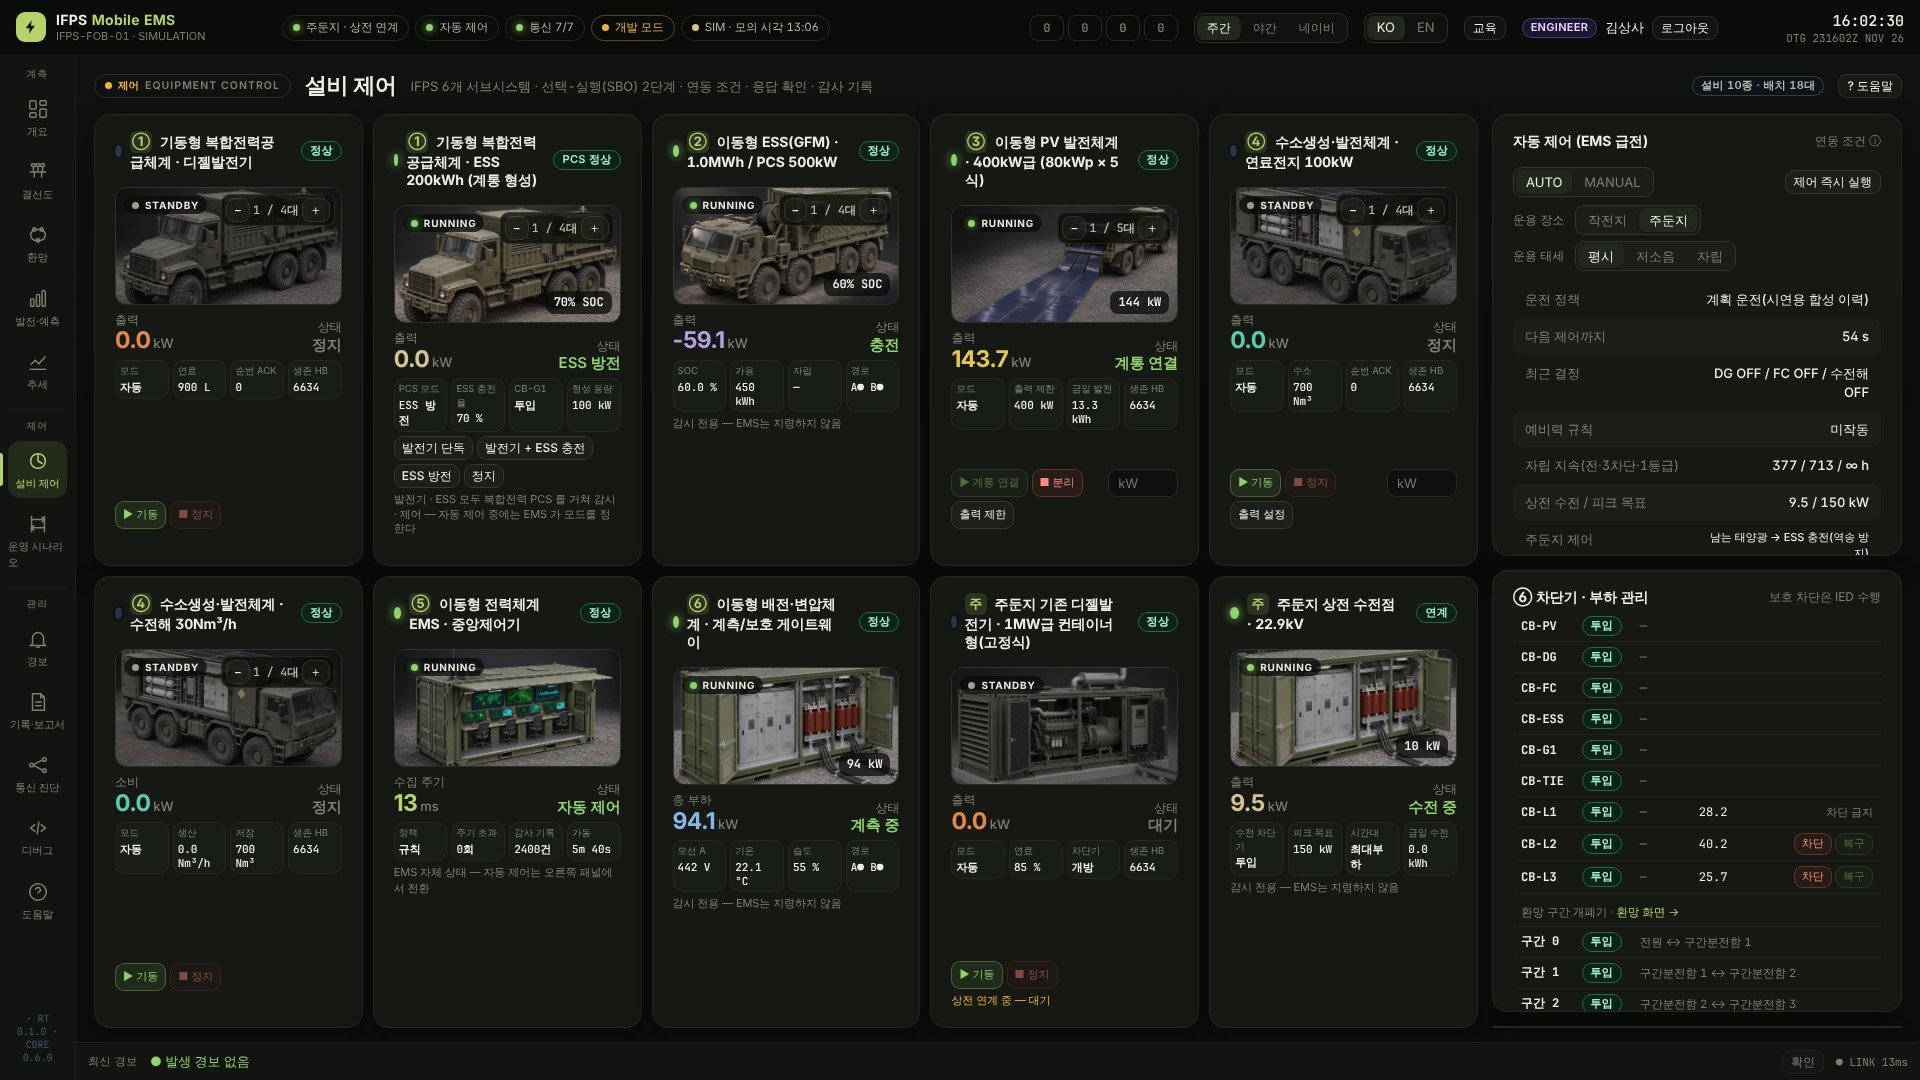 IFPS Mobile EMS
IFPS-FOB-01 · SIMULATION
주둔지 · 상전 연계
자동 제어
통신 7/7
개발 모드
SIM · 모의 시각 13:06
0 0 0 0
주간 야간 네이비
KO EN
교육
ENGINEER 김상사 로그아웃
16:02:30
DTG 231602Z NOV 26
계측
개요
결선도
환망
발전·예측
추세
제어
설비 제어
운영 시나리
오
관리
경보
기록·보고서
통신 진단
디버그
도움말
· RT
0.1.0 ·
CORE
0.6.0
제어 EQUIPMENT CONTROL
설비 제어
IFPS 6개 서브시스템 · 선택-실행(SBO) 2단계 · 연동 조건 · 응답 확인 · 감사 기록
설비 10종 · 배치 18대
? 도움말
① 기동형 복합전력공
급체계 · 디젤발전기
정상
STANDBY
− 1 / 4대 +
출력
0.0 kW
상태
정지
모드
자동
연료
900 L
순번 ACK
0
생존 HB
6634
▶ 기동
■ 정지
① 기동형 복합전력
공급체계 · ESS
200kWh (계통 형성)
PCS 정상
RUNNING
− 1 / 4대 +
70% SOC
출력
0.0 kW
상태
ESS 방전
PCS 모드
ESS 방
전
ESS 충전
율
70 %
CB-G1
투입
형성 용량
100 kW
발전기 단독
발전기 + ESS 충전
ESS 방전
정지
발전기 · ESS 모두 복합전력 PCS 를 거쳐 감시
· 제어 — 자동 제어 중에는 EMS 가 모드를 정
한다
② 이동형 ESS(GFM) ·
1.0MWh / PCS 500kW
정상
RUNNING
− 1 / 4대 +
60% SOC
출력
-59.1 kW
상태
충전
SOC
60.0 %
가용
450
kWh
자립
—
경로
A● B●
감시 전용 — EMS는 지령하지 않음
③ 이동형 PV 발전체계
· 400kW급 (80kWp × 5
식)
정상
RUNNING
− 1 / 5대 +
144 kW
출력
143.7 kW
상태
계통 연결
모드
자동
출력 제한
400 kW
금일 발전
13.3
kWh
생존 HB
6634
▶ 계통 연결
■ 분리
kW
출력 제한
④ 수소생성·발전체계 ·
연료전지 100kW
정상
STANDBY
− 1 / 4대 +
출력
0.0 kW
상태
정지
모드
자동
수소
700
Nm³
순번 ACK
0
생존 HB
6634
▶ 기동
■ 정지
kW
출력 설정
④ 수소생성·발전체계 ·
수전해 30Nm³/h
정상
STANDBY
− 1 / 4대 +
소비
0.0 kW
상태
정지
모드
자동
생산
0.0
Nm³/h
저장
700
Nm³
생존 HB
6634
▶ 기동
■ 정지
⑤ 이동형 전력체계
EMS · 중앙제어기
정상
RUNNING
수집 주기
13 ms
상태
자동 제어
정책
규칙
주기 초과
0회
감사 기록
2400건
가동
5m 40s
EMS 자체 상태 — 자동 제어는 오른쪽 패널에
서 전환
⑥ 이동형 배전·변압체
계 · 계측/보호 게이트웨
이
정상
RUNNING
94 kW
총 부하
94.1 kW
상태
계측 중
모선 A
442 V
기온
22.1
°C
습도
55 %
경로
A● B●
감시 전용 — EMS는 지령하지 않음
주 주둔지 기존 디젤발
전기 · 1MW급 컨테이너
형(고정식)
정상
STANDBY
출력
0.0 kW
상태
대기
모드
자동
연료
85 %
차단기
개방
생존 HB
6634
▶ 기동
■ 정지
상전 연계 중 — 대기
주 주둔지 상전 수전점
· 22.9kV
연계
RUNNING
10 kW
출력
9.5 kW
상태
수전 중
수전 차단
기
투입
피크 목표
150 kW
시간대
최대부
하
금일 수전
0.0
kWh
감시 전용 — EMS는 지령하지 않음
자동 제어 (EMS 급전)
연동 조건 ⓘ
AUTO MANUAL
제어 즉시 실행
운용 장소 작전지 주둔지
운용 태세 평시 저소음 자립
운전 정책 계획 운전(시연용 합성 이력)
다음 제어까지 54 s
최근 결정 DG OFF / FC OFF / 수전해
OFF
예비력 규칙 미작동
자립 지속(전·3차단·1등급) 377 / 713 / ∞ h
상전 수전 / 피크 목표 9.5 / 150 kW
주둔지 제어 남는 태양광 → ESS 충전(역송 방
지)
⑥ 차단기 · 부하 관리
보호 차단은 IED 수행
CB-PV 투입 —
CB-DG 투입 —
CB-FC 투입 —
CB-ESS 투입 —
CB-G1 투입 —
CB-TIE 투입 —
CB-L1 투입 — 28.2 차단 금지
CB-L2 투입 — 40.2 차단 복구
CB-L3 투입 — 25.7 차단 복구
환망 구간 개폐기 · 환망 화면 →
구간 0 투입 전원 ↔ 구간분전함 1
구간 1 투입 구간분전함 1 ↔ 구간분전함 2
구간 2 투입 구간분전함 2 ↔ 구간분전함 3
최신 경보 발생 경보 없음
확인
LINK 13ms